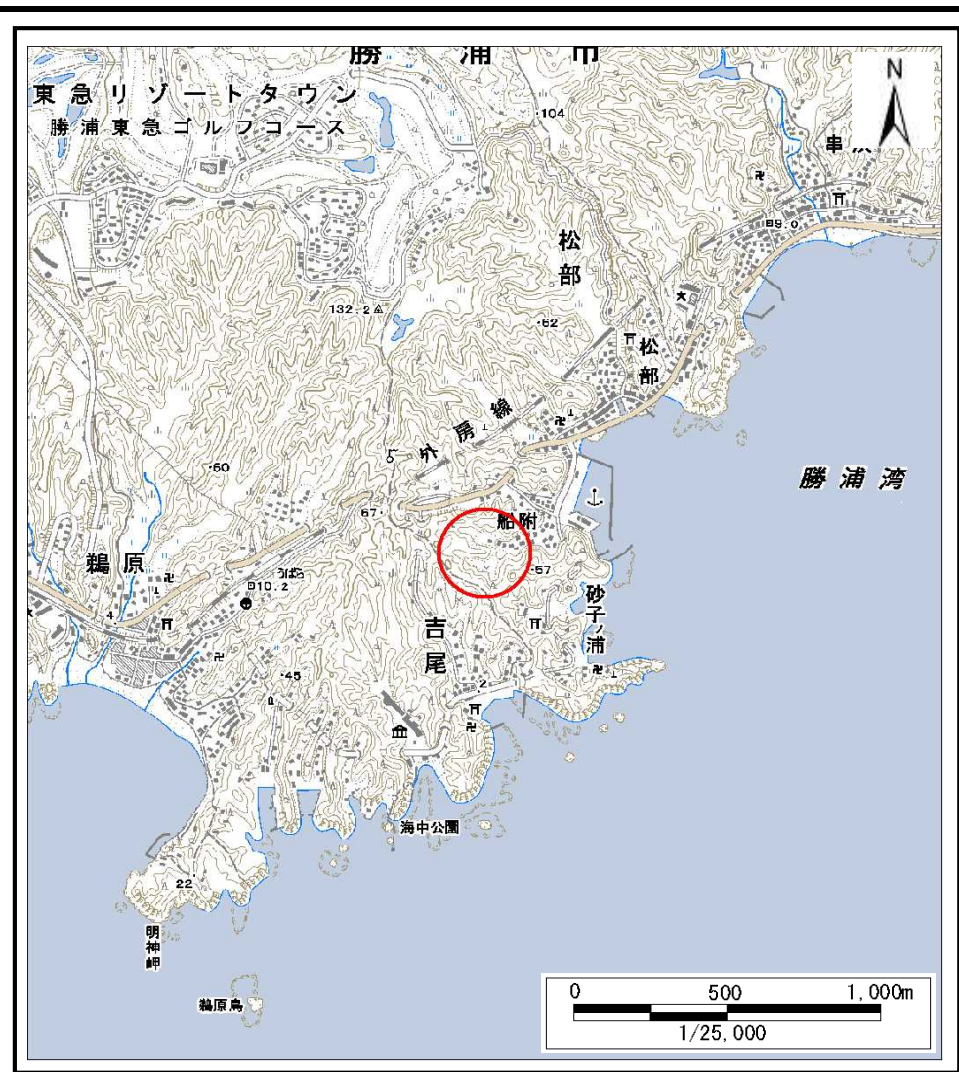 勝浦市
N
東急リゾートタウン
勝浦東急ゴルフコース
104
串
松部
9.0
132.2
62
松部
外房線
勝浦湾
60
67
船附
鵜原
うばら
57
10.2
砂子ノ浦
4
吉尾
45
2
海中公園
22
明神岬
鵜原島
0 500 1,000m
1/25,000